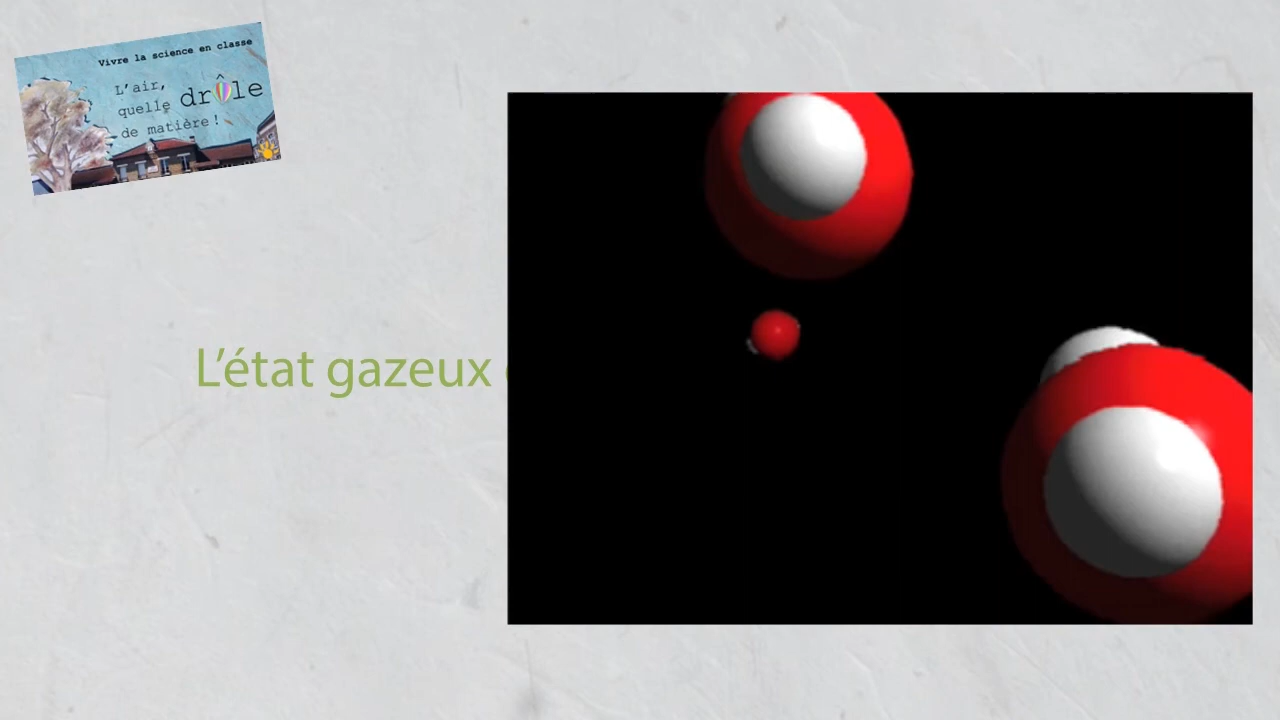 Vivre la science en classe
L'air,
quelle drôle
de matière !
L'état gazeux